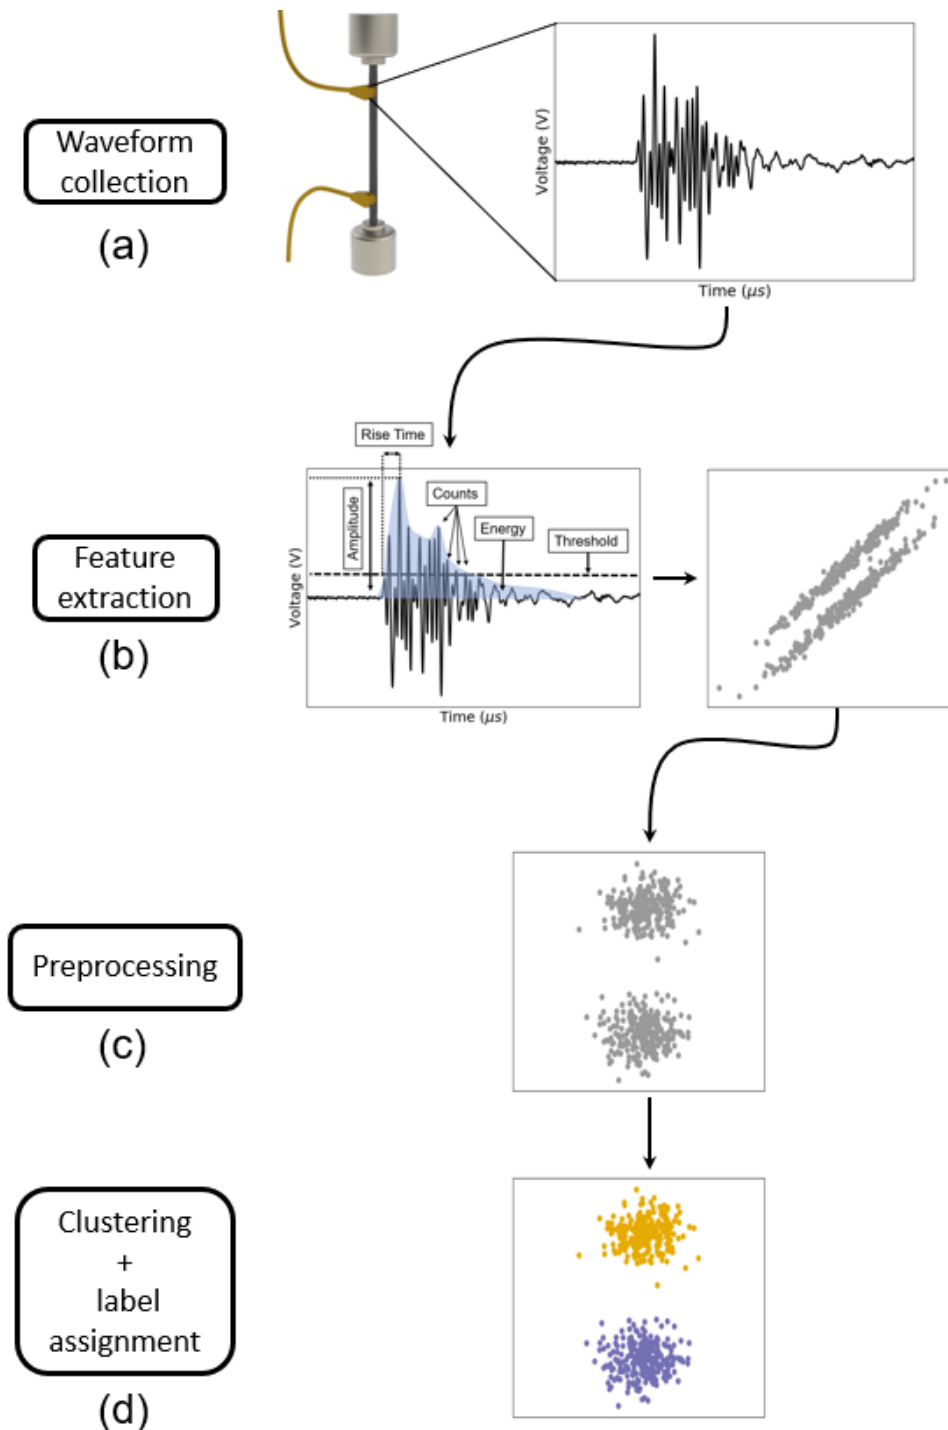 Waveform
collection
(a)
Voltage (V)
Time (µs)
Rise Time
Amplitude
Counts
Energy
Threshold
Voltage (V)
Time (µs)
Feature
extraction
(b)
Preprocessing
(c)
Clustering
+
label
assignment
(d)